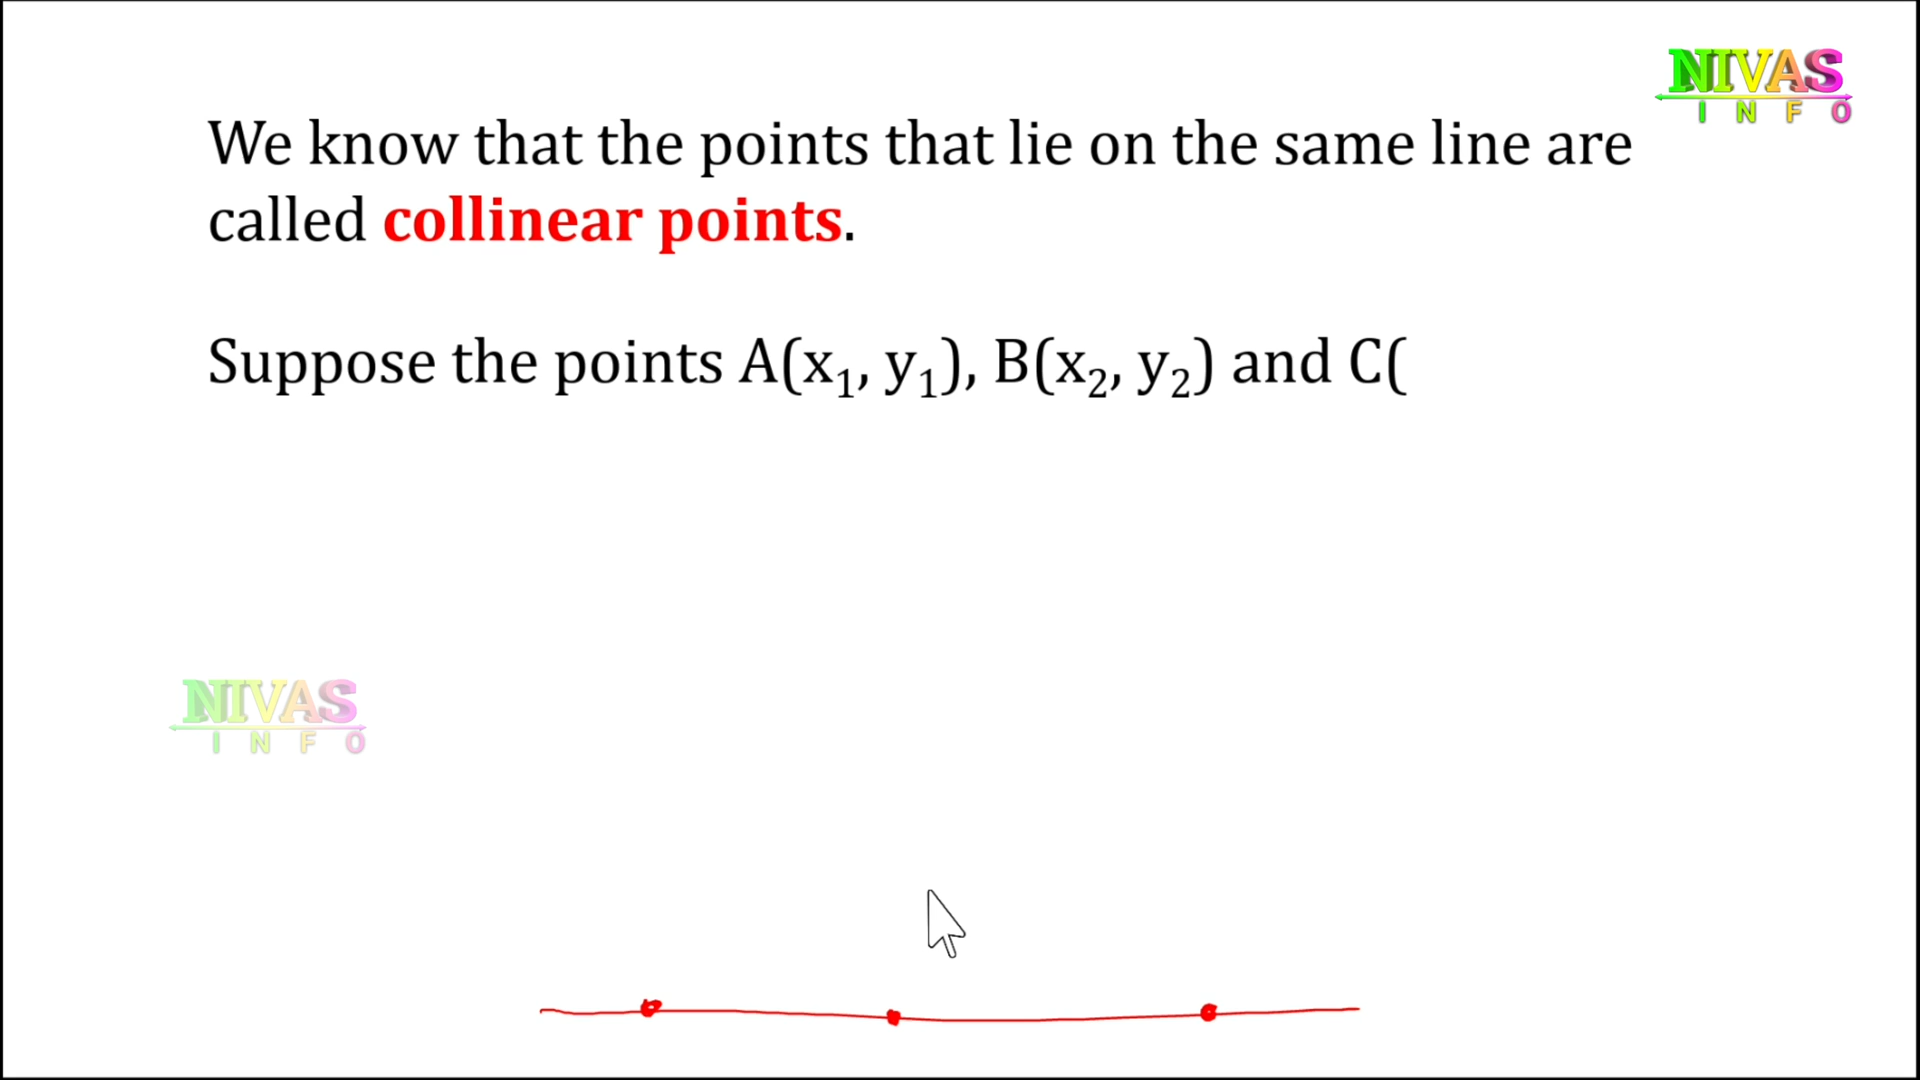 NIVAS
INFO
We know that the points that lie on the same line are
called collinear points.
Suppose the points A(x₁, y₁), B(x₂, y₂) and C(
NIVAS
INFO